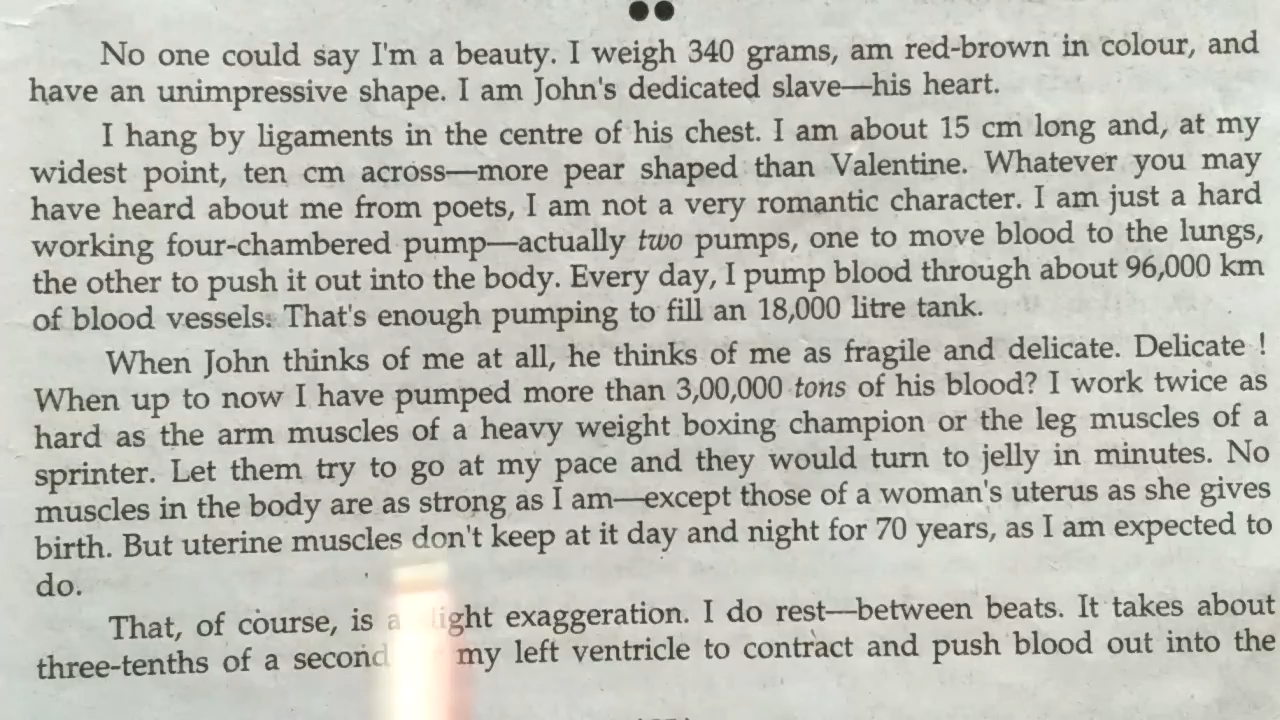 No one could say I'm a beauty. I weigh 340 grams, am red-brown in colour, and
have an unimpressive shape. I am John's dedicated slave—his heart.
I hang by ligaments in the centre of his chest. I am about 15 cm long and, at my
widest point, ten cm across—more pear shaped than Valentine. Whatever you may
have heard about me from poets, I am not a very romantic character. I am just a hard
working four-chambered pump—actually two pumps, one to move blood to the lungs,
the other to push it out into the body. Every day, I pump blood through about 96,000 km
of blood vessels. That's enough pumping to fill an 18,000 litre tank.
When John thinks of me at all, he thinks of me as fragile and delicate. Delicate !
When up to now I have pumped more than 3,00,000 tons of his blood? I work twice as
hard as the arm muscles of a heavy weight boxing champion or the leg muscles of a
sprinter. Let them try to go at my pace and they would turn to jelly in minutes. No
muscles in the body are as strong as I am—except those of a woman's uterus as she gives
birth. But uterine muscles don't keep at it day and night for 70 years, as I am expected to
do.
That, of course, is a exaggeration. I do rest—between beats. It takes about
three-tenths of a second my left ventricle to contract and push blood out into the